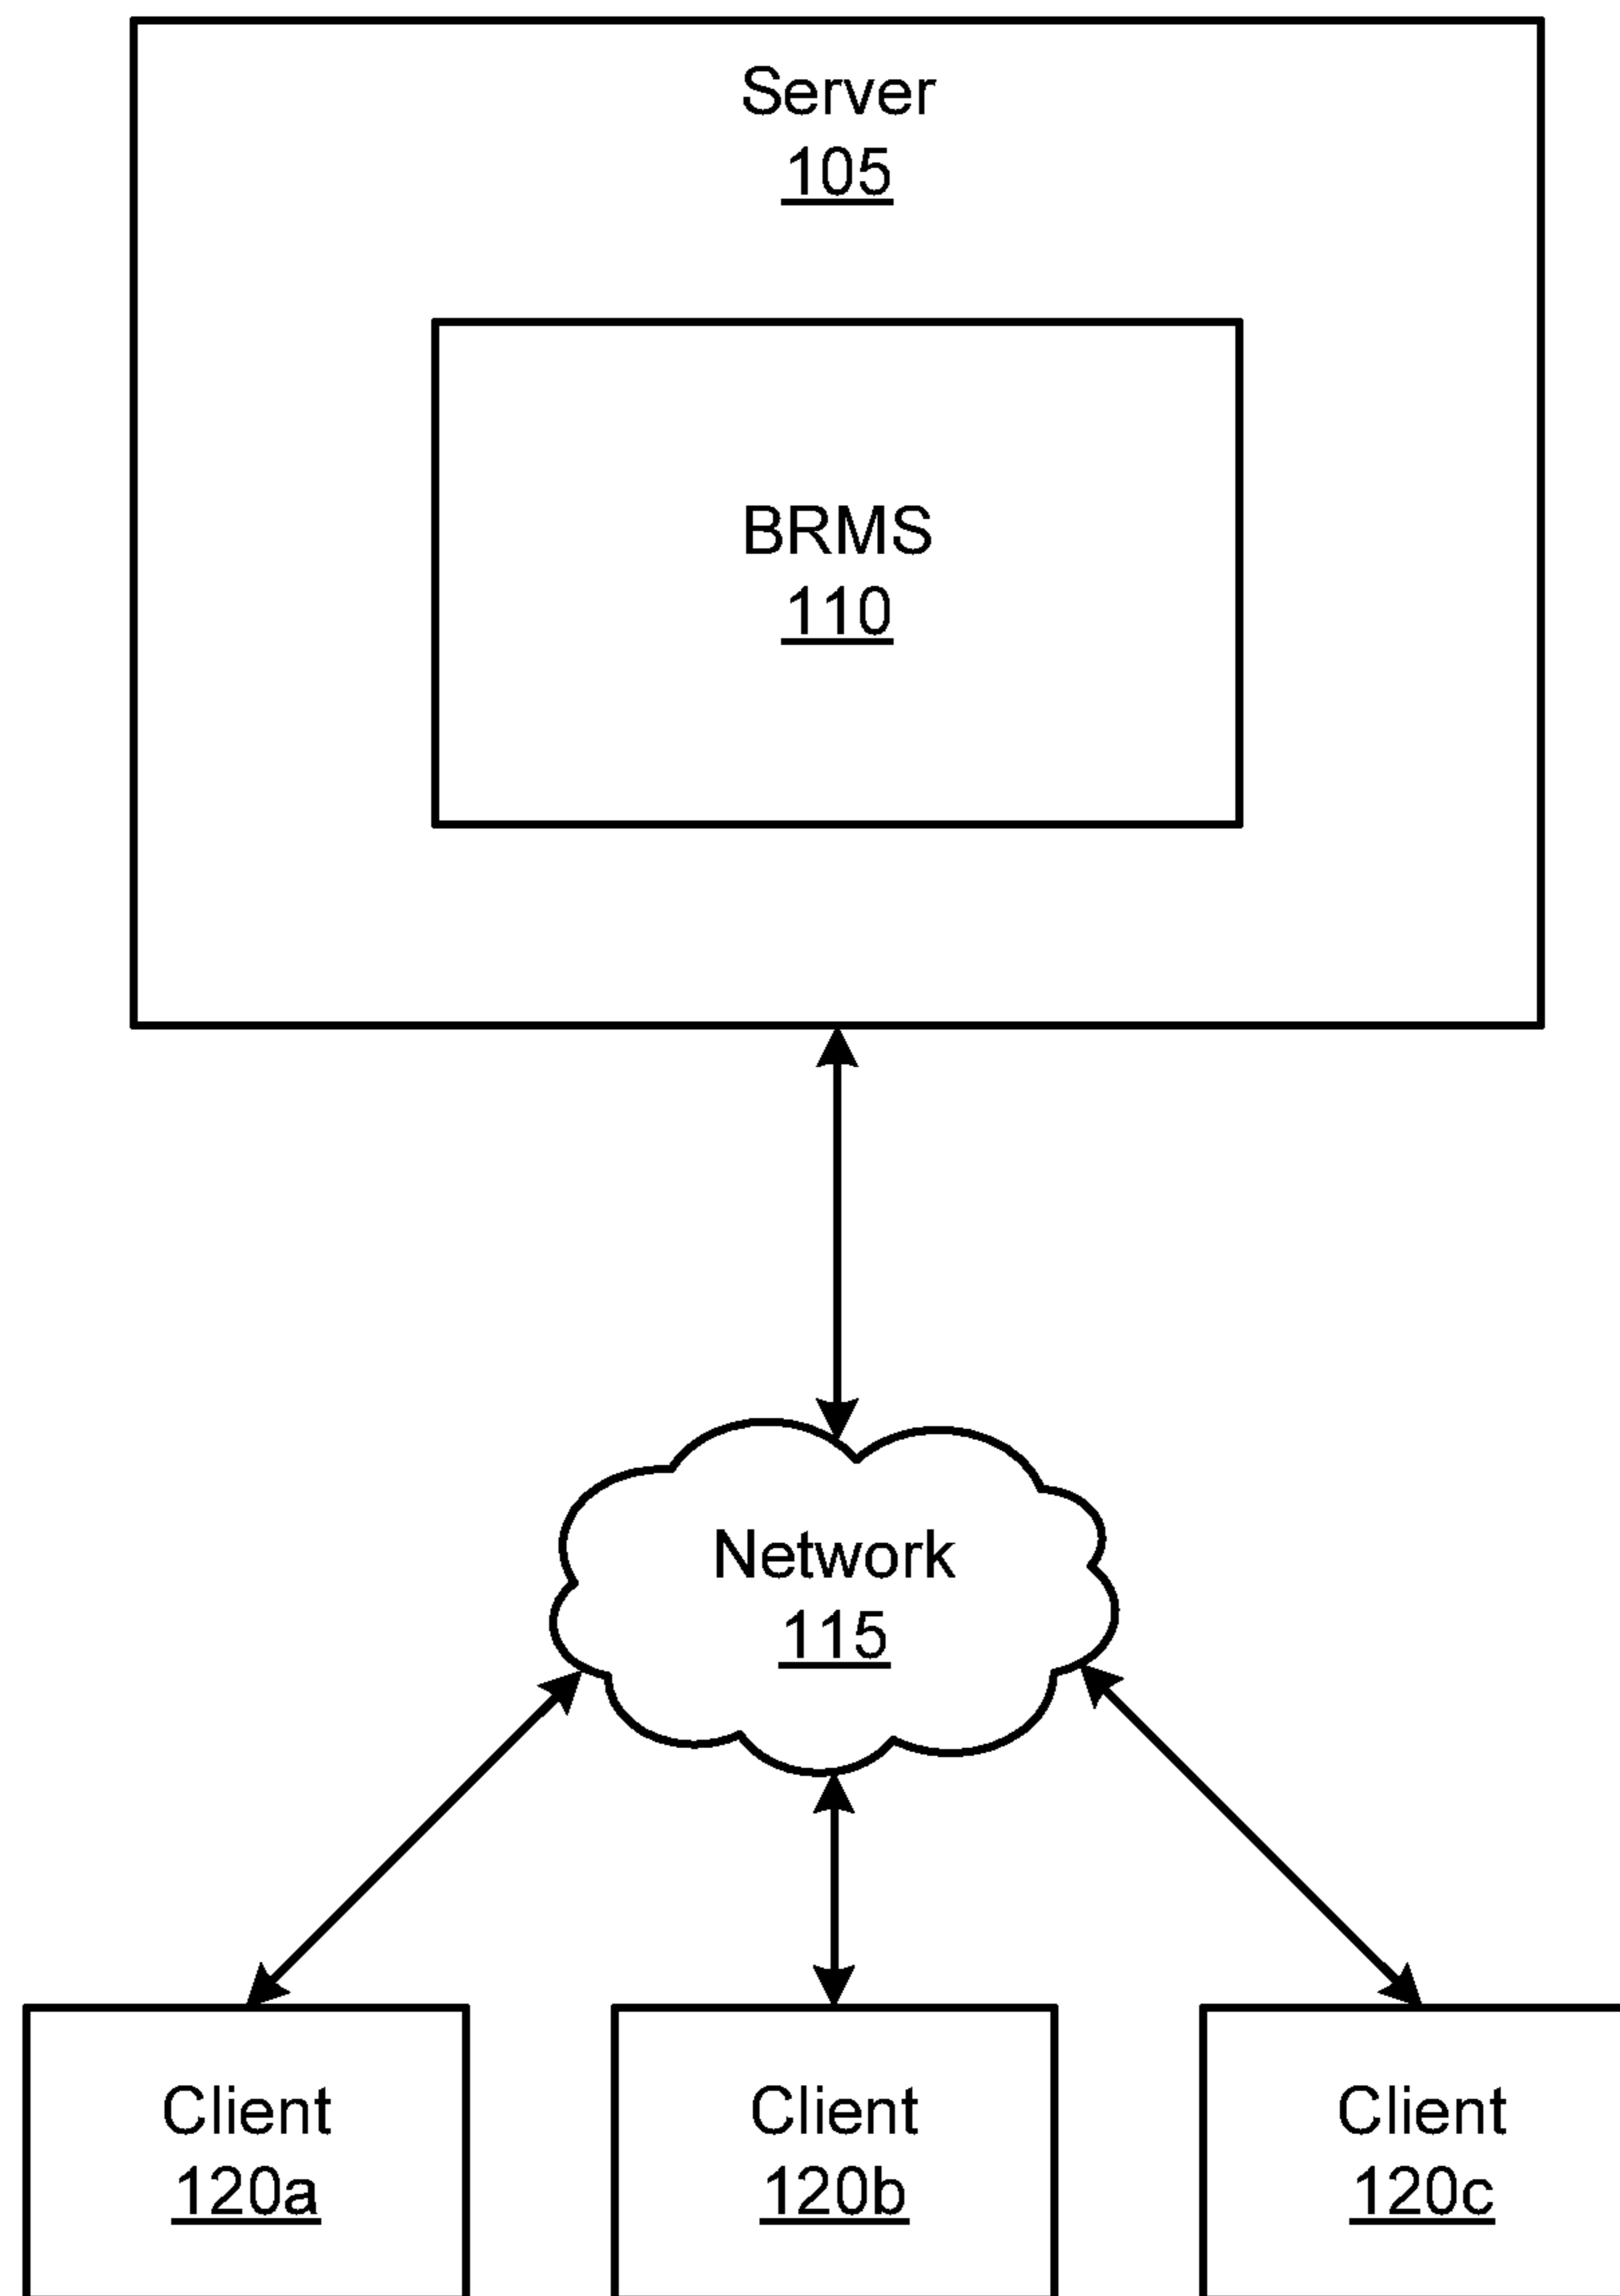 Server
105
BRMS
110
Network
115
Client
120a
Client
120b
Client
120c